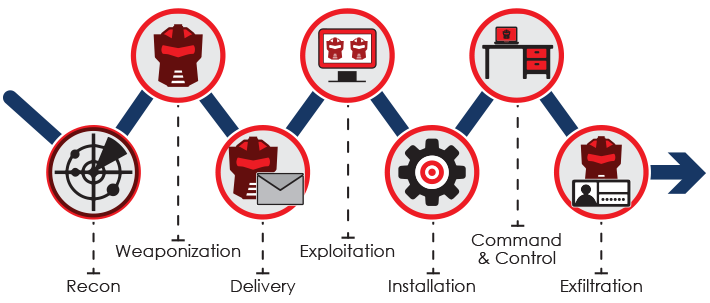 Recon
Weaponization
Delivery
Exploitation
Installation
Command
& Control
Exfiltration